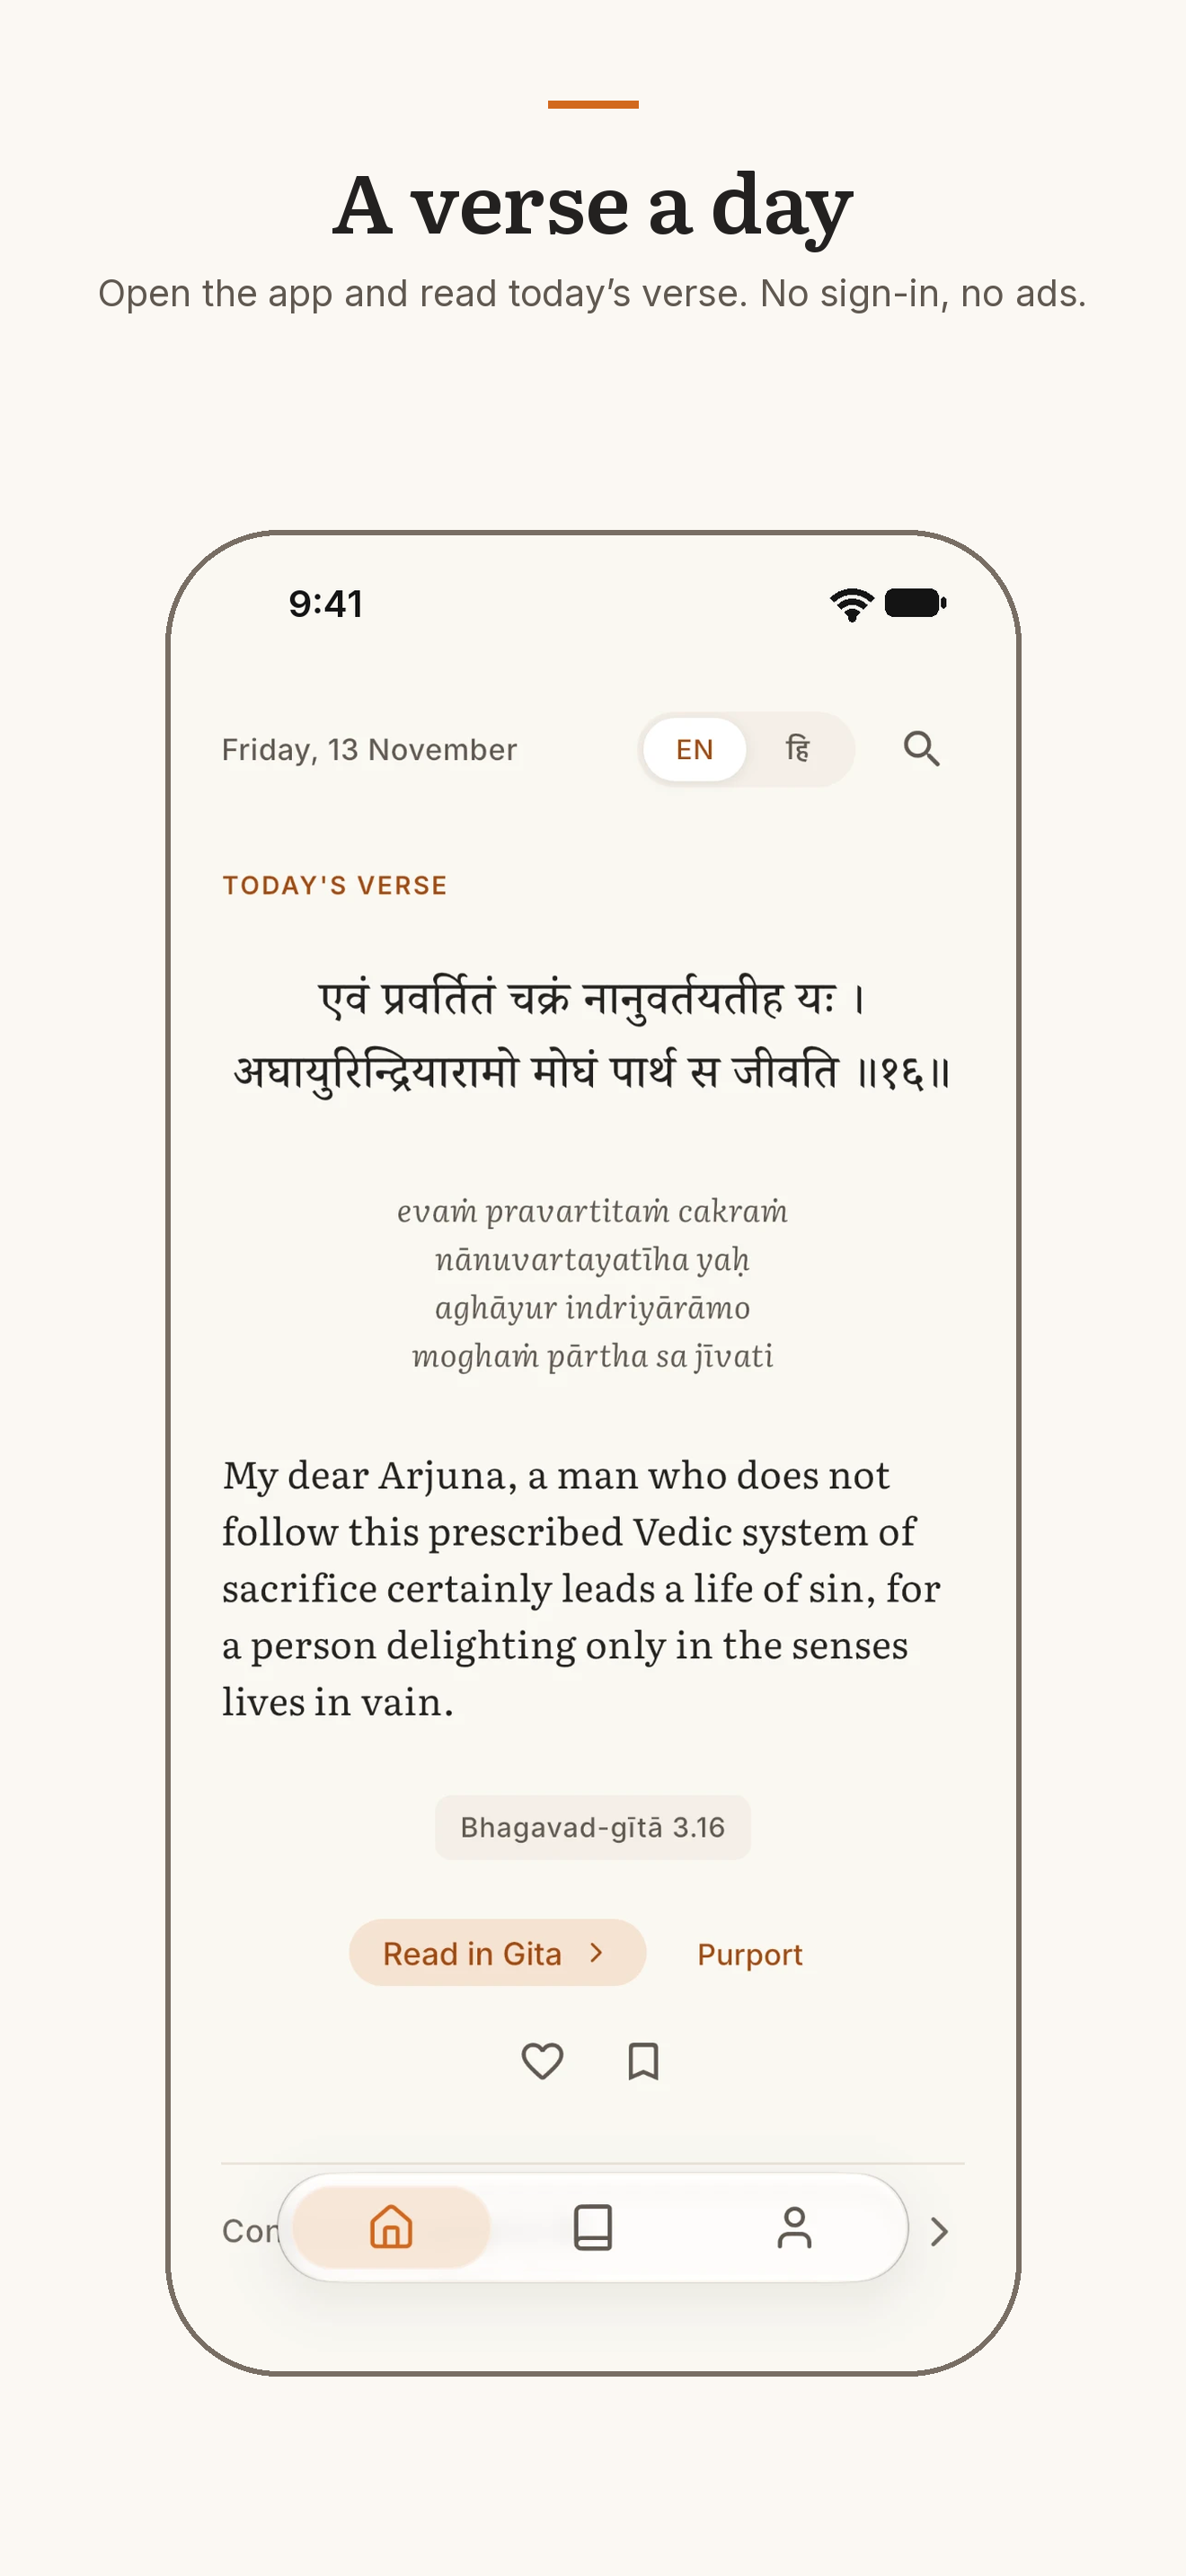 A verse a day
Open the app and read today’s verse. No sign-in, no ads.
9:41
Friday, 13 November
EN
हि
TODAY'S VERSE
एवं प्रवर्तितं चक्रं नानुवर्तयतीह यः ।
अघायुरिन्द्रियारामो मोघं पार्थ स जीवति ॥१६॥
evaṁ pravartitaṁ cakraṁ
nānuvartayatīha yaḥ
aghāyur indriyārāmo
moghaṁ pārtha sa jīvati
My dear Arjuna, a man who does not
follow this prescribed Vedic system of
sacrifice certainly leads a life of sin, for
a person delighting only in the senses
lives in vain.
Bhagavad-gītā 3.16
Read in Gita
Purport